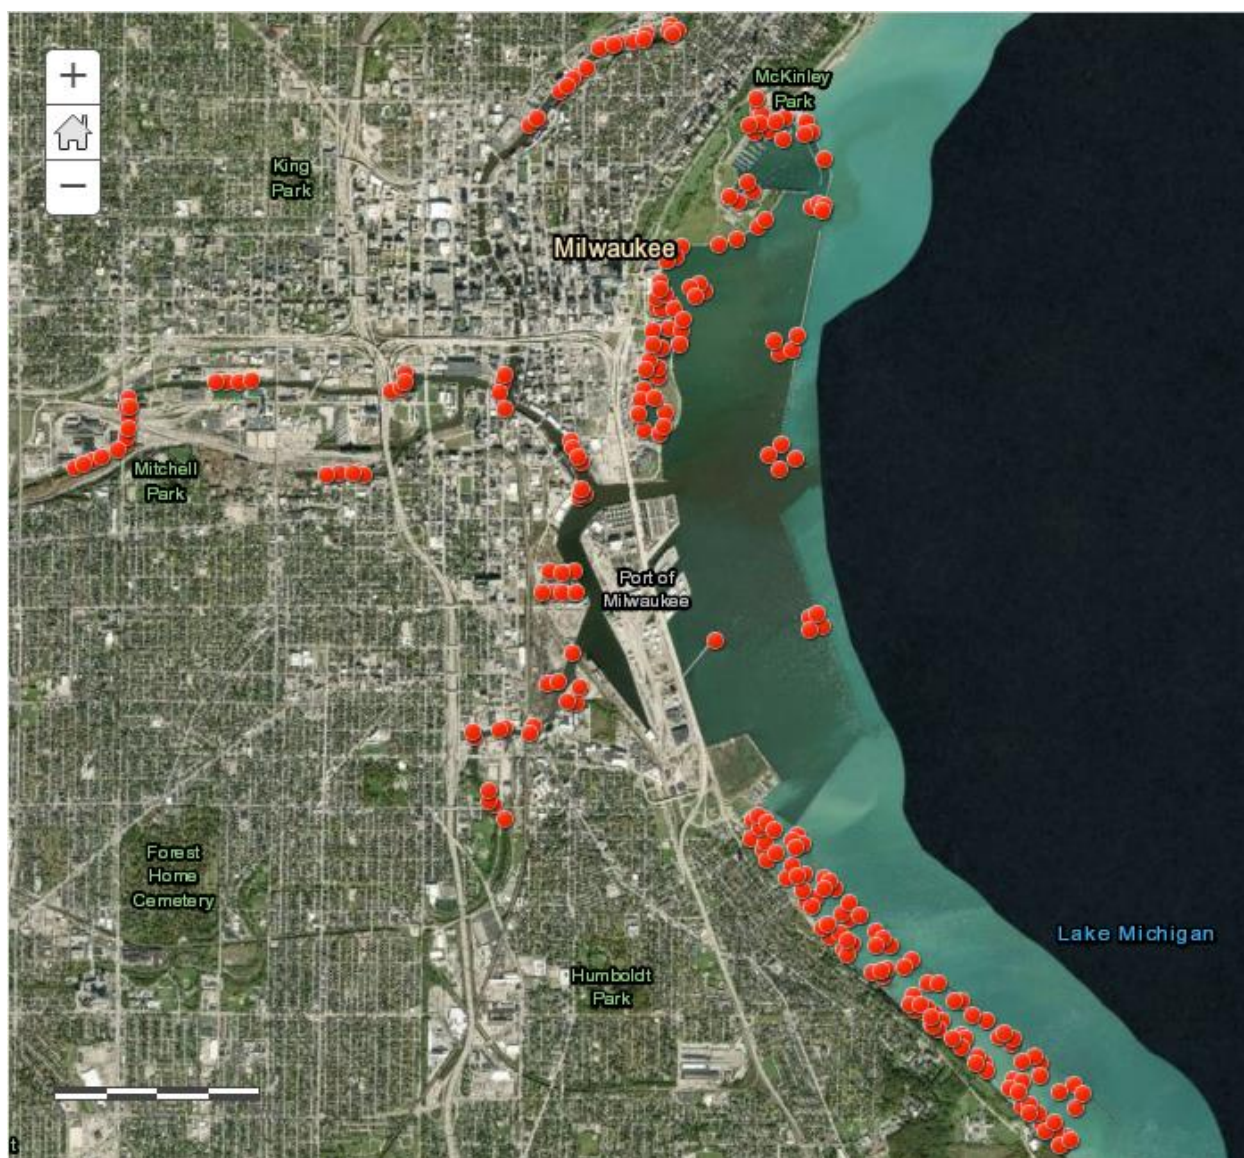 +
McKinley
Park
King
Park
−
Milwaukee
Mitchell
Park
Port of
Milwaukee
Forest
Home
Cemetery
Lake Michigan
Humboldt
Park
t